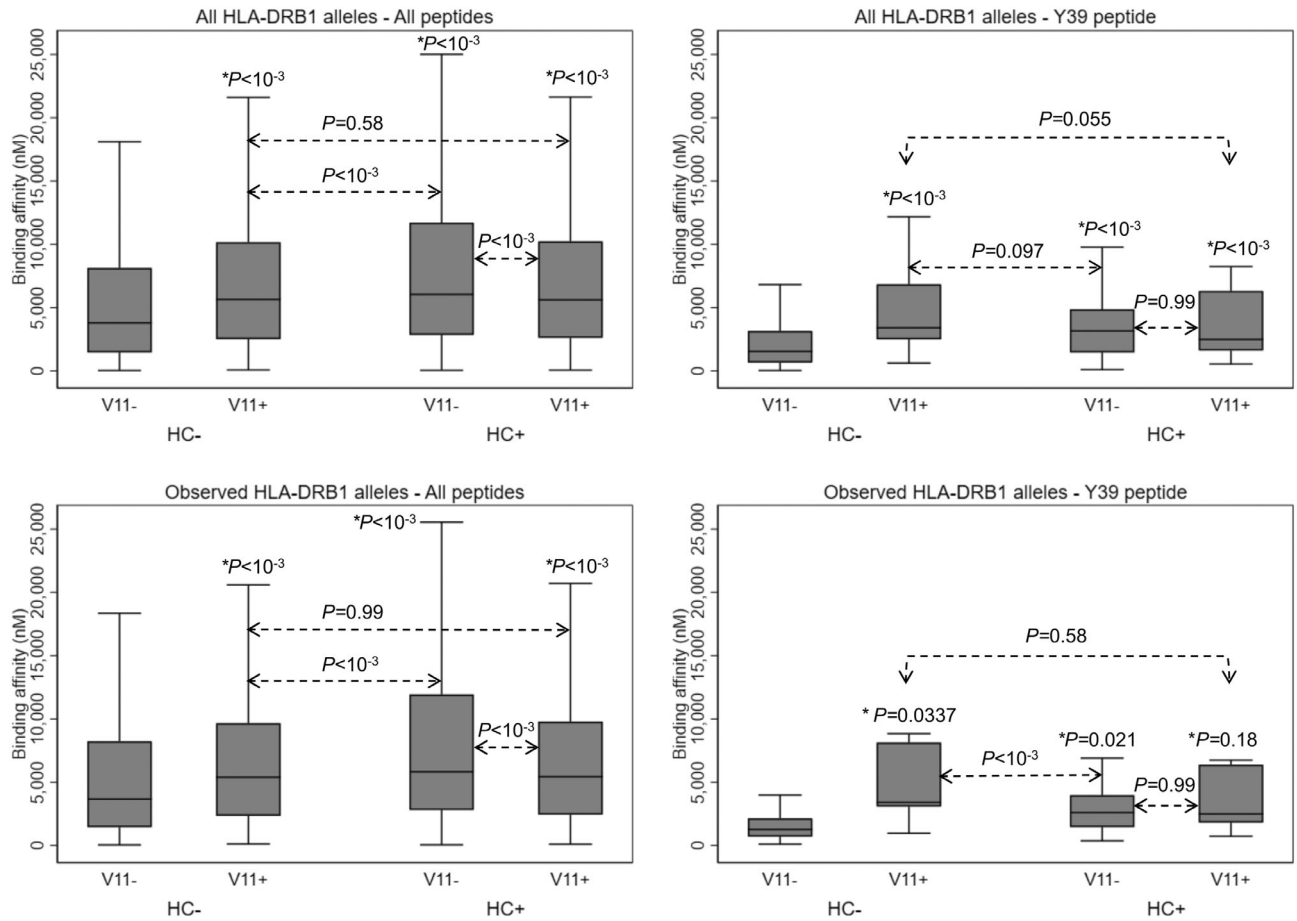 All HLA-DRB1 alleles - All peptides
Binding affinity (nM)
25,000
20,000
15,000
10,000
5,000
0
*P<10-3
*P<10-3
*P<10-3
P=0.58
P<10-3
P<10-3
V11-
V11+
V11-
V11+
HC-
HC+
All HLA-DRB1 alleles - Y39 peptide
Binding affinity (nM)
25,000
20,000
15,000
10,000
5,000
0
P=0.055
*P<10-3
*P<10-3
*P<10-3
P=0.097
P=0.99
V11-
V11+
V11-
V11+
HC-
HC+
Observed HLA-DRB1 alleles - All peptides
Binding affinity (nM)
25,000
20,000
15,000
10,000
5,000
0
*P<10-3
*P<10-3
*P<10-3
P=0.99
P<10-3
P<10-3
V11-
V11+
V11-
V11+
HC-
HC+
Observed HLA-DRB1 alleles - Y39 peptide
Binding affinity (nM)
25,000
20,000
15,000
10,000
5,000
0
P=0.58
* P=0.0337
*P=0.021
*P=0.18
P<10-3
P=0.99
V11-
V11+
V11-
V11+
HC-
HC+